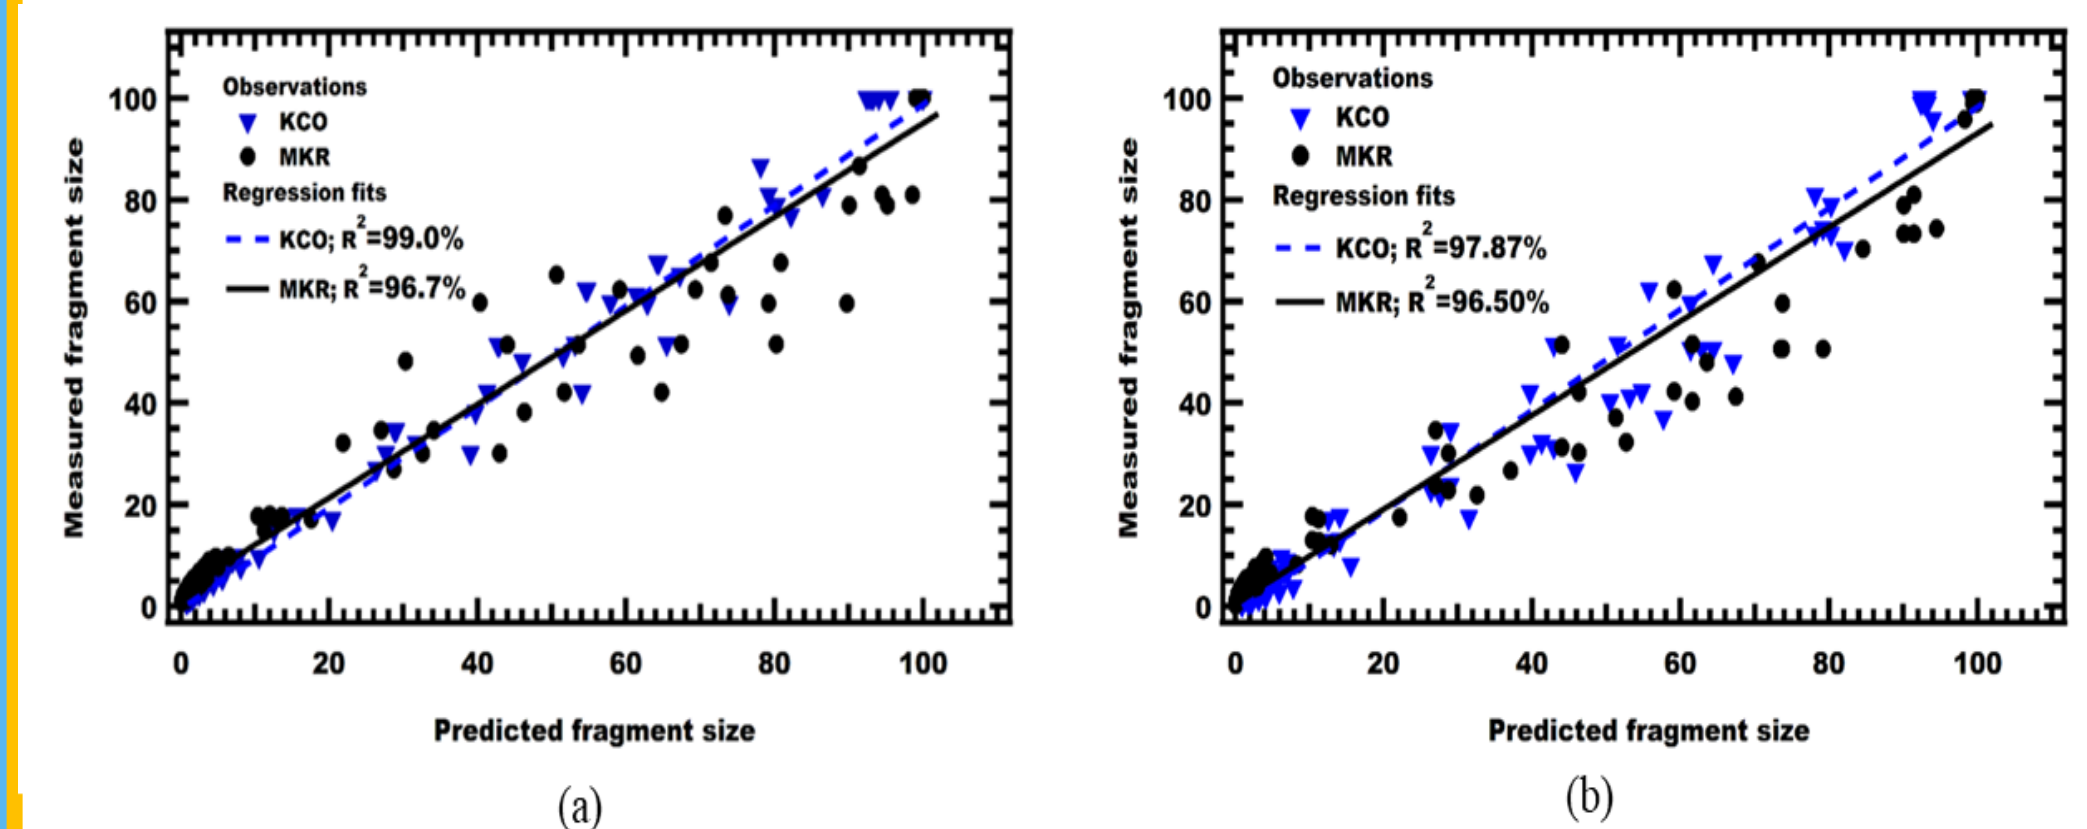 Observations
KCO
MKR
Regression fits
KCO; R²=99.0%
MKR; R²=96.7%
Measured fragment size
100
80
60
40
20
0
0 20 40 60 80 100
Predicted fragment size
(a)
Observations
KCO
MKR
Regression fits
KCO; R²=97.87%
MKR; R²=96.50%
Measured fragment size
100
80
60
40
20
0
0 20 40 60 80 100
Predicted fragment size
(b)